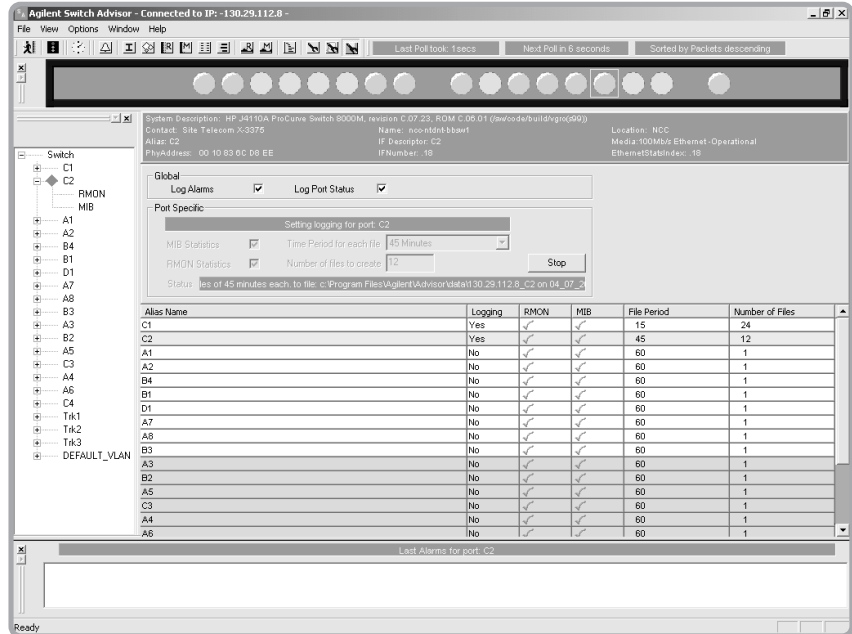 Agilent Switch Advisor - Connected to IP: -130.29.112.8 -
File View Options Window Help
Last Poll took: 1secs Next Poll in 6 seconds Sorted by Packets descending
System Description: HP J4110A ProCurve Switch 8000M, revision C.07.23, ROM C.06.01 (/sw/code/build/vgro(s99))
Contact: Site Telecom X-3375 Name: nco-ntdnt-bbsw1 Location: NCC
Alias: C2 IF Descriptor: C2 Media:100Mb/s Ethernet -Operational
PhyAddress: 00 10 83 6C D8 EE IFNumber: .18 EthernetStatsIndex: .18
Switch
C1
C2
RMON
MIB
A1
A2
B4
B1
D1
A7
A8
B3
A3
B2
A5
C3
A4
A6
C4
Trk1
Trk2
Trk3
DEFAULT_VLAN
Global
Log Alarms Log Port Status
Port Specific
Setting logging for port: C2
MIB Statistics Time Period for each file 45 Minutes
RMON Statistics Number of files to create 12 Stop
Status les of 45 minutes each. to file: c:\Program Files\Agilent\Advisor\data\130.29.112.8_C2 on 04_07_2
Alias Name Logging RMON MIB File Period Number of Files
C1 Yes 15 24
C2 Yes 45 12
A1 No 60 1
A2 No 60 1
B4 No 60 1
B1 No 60 1
D1 No 60 1
A7 No 60 1
A8 No 60 1
B3 No 60 1
A3 No 60 1
B2 No 60 1
A5 No 60 1
C3 No 60 1
A4 No 60 1
A6 No 60 1
Last Alarms for port: C2
Ready